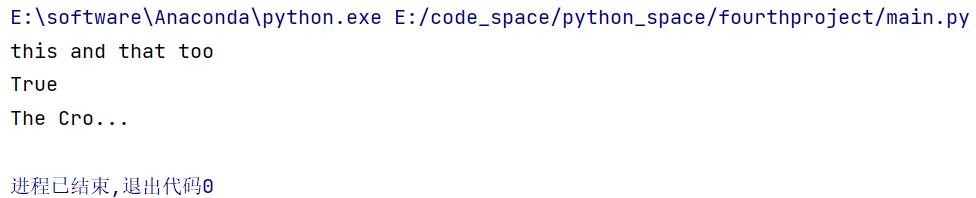 E:\software\Anaconda\python.exe E:/code_space/python_space/fourthproject/main.py
this and that too
True
The Cro...
进程已结束,退出代码0